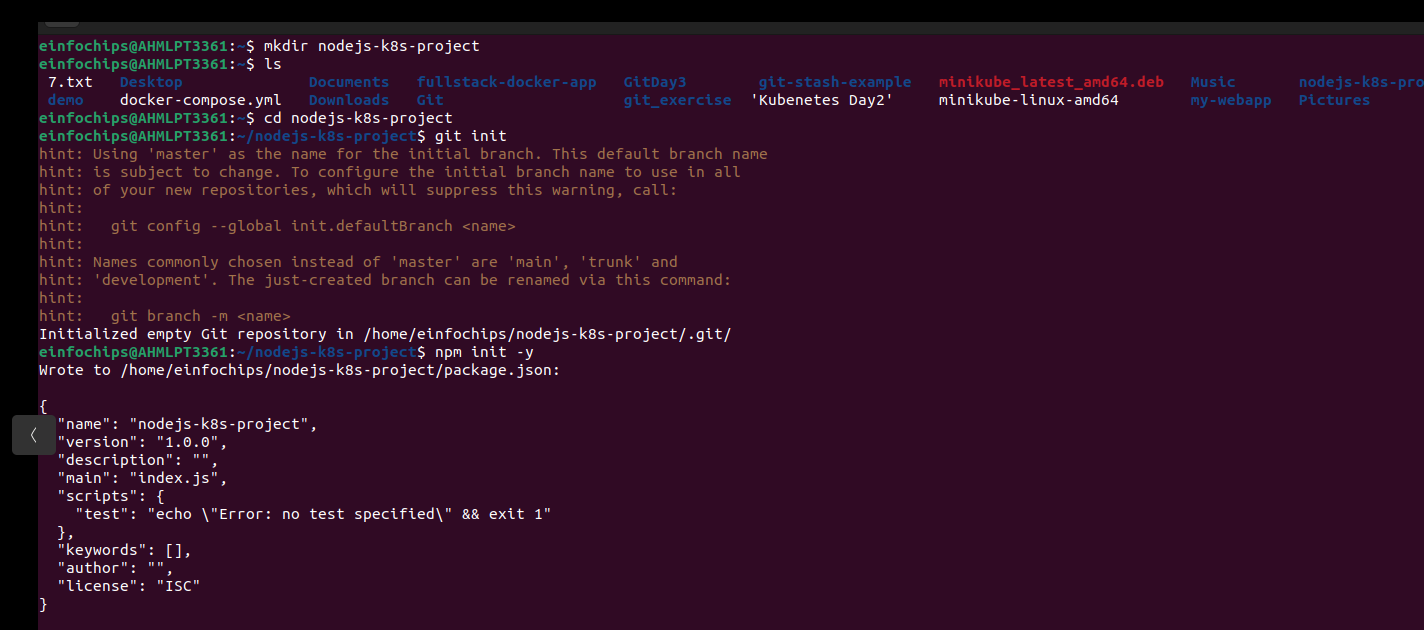 einfochips@AHMLPT3361:~$ mkdir nodejs-k8s-project
einfochips@AHMLPT3361:~$ ls
7.txt Desktop Documents fullstack-docker-app GitDay3 git-stash-example minikube_latest_amd64.deb Music nodejs-k8s-pro
demo docker-compose.yml Downloads Git git_exercise 'Kubenetes Day2' minikube-linux-amd64 my-webapp Pictures
einfochips@AHMLPT3361:~$ cd nodejs-k8s-project
einfochips@AHMLPT3361:~/nodejs-k8s-project$ git init
hint: Using 'master' as the name for the initial branch. This default branch name
hint: is subject to change. To configure the initial branch name to use in all
hint: of your new repositories, which will suppress this warning, call:
hint:
hint:   git config --global init.defaultBranch <name>
hint:
hint: Names commonly chosen instead of 'master' are 'main', 'trunk' and
hint: 'development'. The just-created branch can be renamed via this command:
hint:
hint:   git branch -m <name>
Initialized empty Git repository in /home/einfochips/nodejs-k8s-project/.git/
einfochips@AHMLPT3361:~/nodejs-k8s-project$ npm init -y
Wrote to /home/einfochips/nodejs-k8s-project/package.json:

{
  "name": "nodejs-k8s-project",
  "version": "1.0.0",
  "description": "",
  "main": "index.js",
  "scripts": {
    "test": "echo \"Error: no test specified\" && exit 1"
  },
  "keywords": [],
  "author": "",
  "license": "ISC"
}